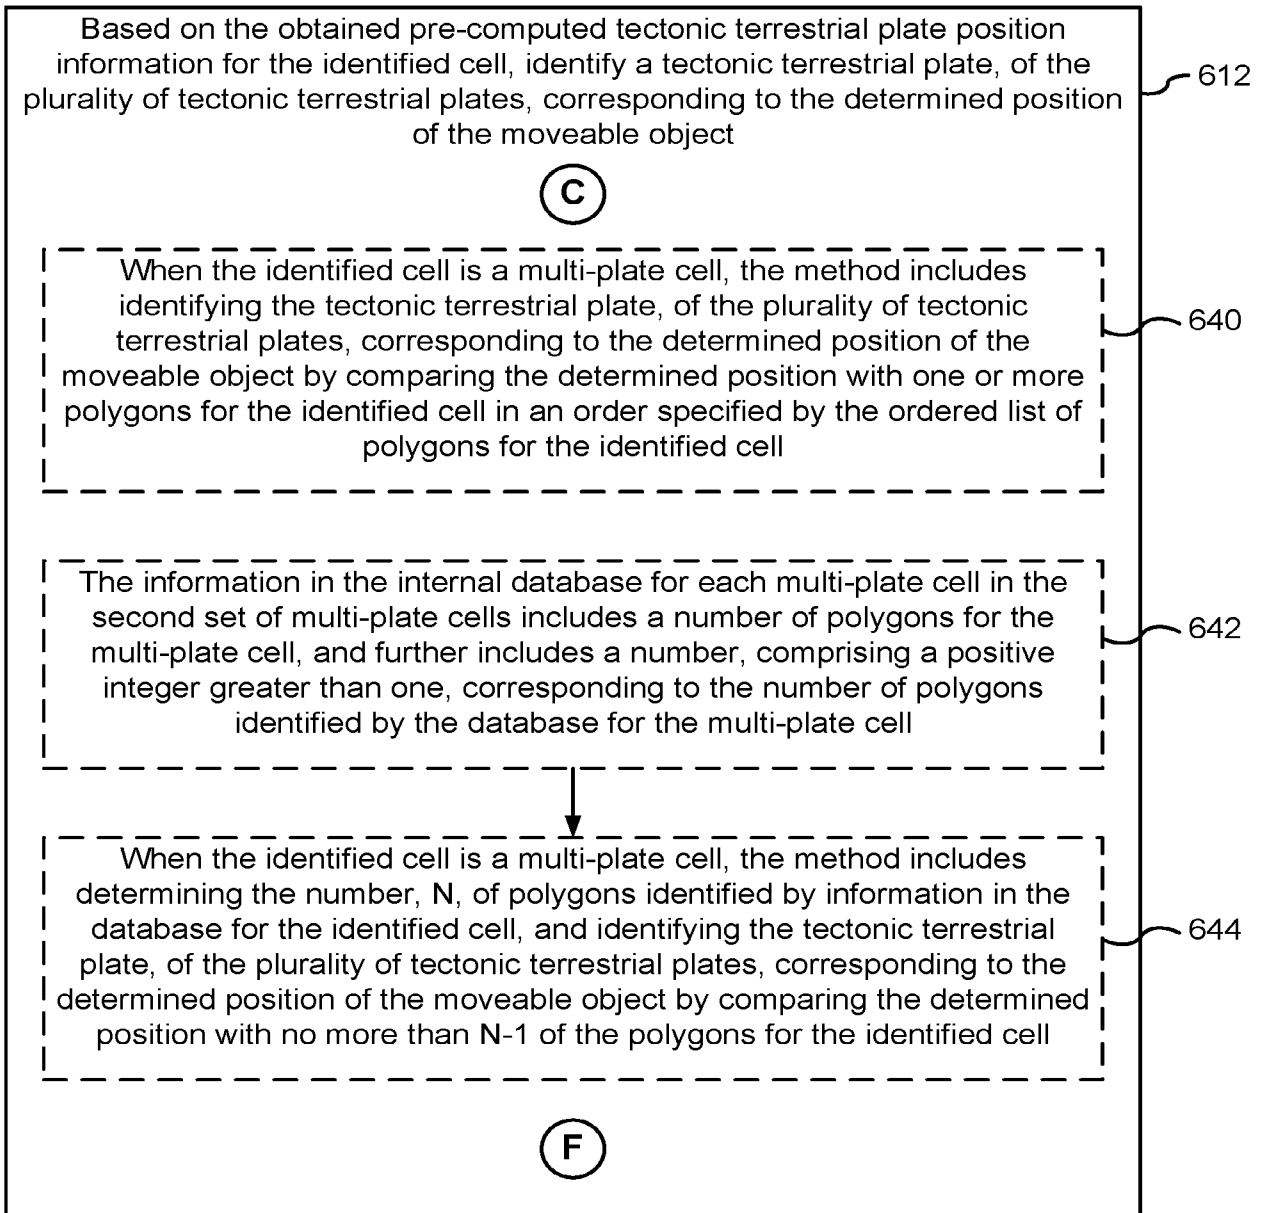 Based on the obtained pre-computed tectonic terrestrial plate position
information for the identified cell, identify a tectonic terrestrial plate, of the
plurality of tectonic terrestrial plates, corresponding to the determined position
of the moveable object
612
C
When the identified cell is a multi-plate cell, the method includes
identifying the tectonic terrestrial plate, of the plurality of tectonic
terrestrial plates, corresponding to the determined position of the
moveable object by comparing the determined position with one or more
polygons for the identified cell in an order specified by the ordered list of
polygons for the identified cell
640
The information in the internal database for each multi-plate cell in the
second set of multi-plate cells includes a number of polygons for the
multi-plate cell, and further includes a number, comprising a positive
integer greater than one, corresponding to the number of polygons
identified by the database for the multi-plate cell
642
When the identified cell is a multi-plate cell, the method includes
determining the number, N, of polygons identified by information in the
database for the identified cell, and identifying the tectonic terrestrial
plate, of the plurality of tectonic terrestrial plates, corresponding to the
determined position of the moveable object by comparing the determined
position with no more than N-1 of the polygons for the identified cell
644
F